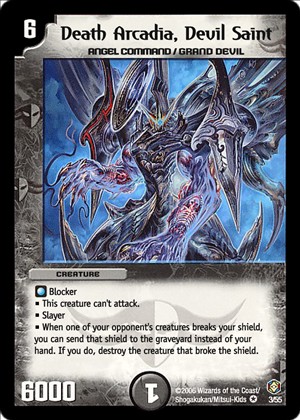 6
Death Arcadia, Devil Saint
ANGEL COMMAND / GRAND DEVIL
CREATURE
Blocker
▪ This creature can't attack.
▪ Slayer
▪ When one of your opponent's creatures breaks your shield,
you can send that shield to the graveyard instead of your
hand. If you do, destroy the creature that broke the shield.
6000
1
©2006 Wizards of the Coast/
Shogakukan/Mitsui-Kids
3/55